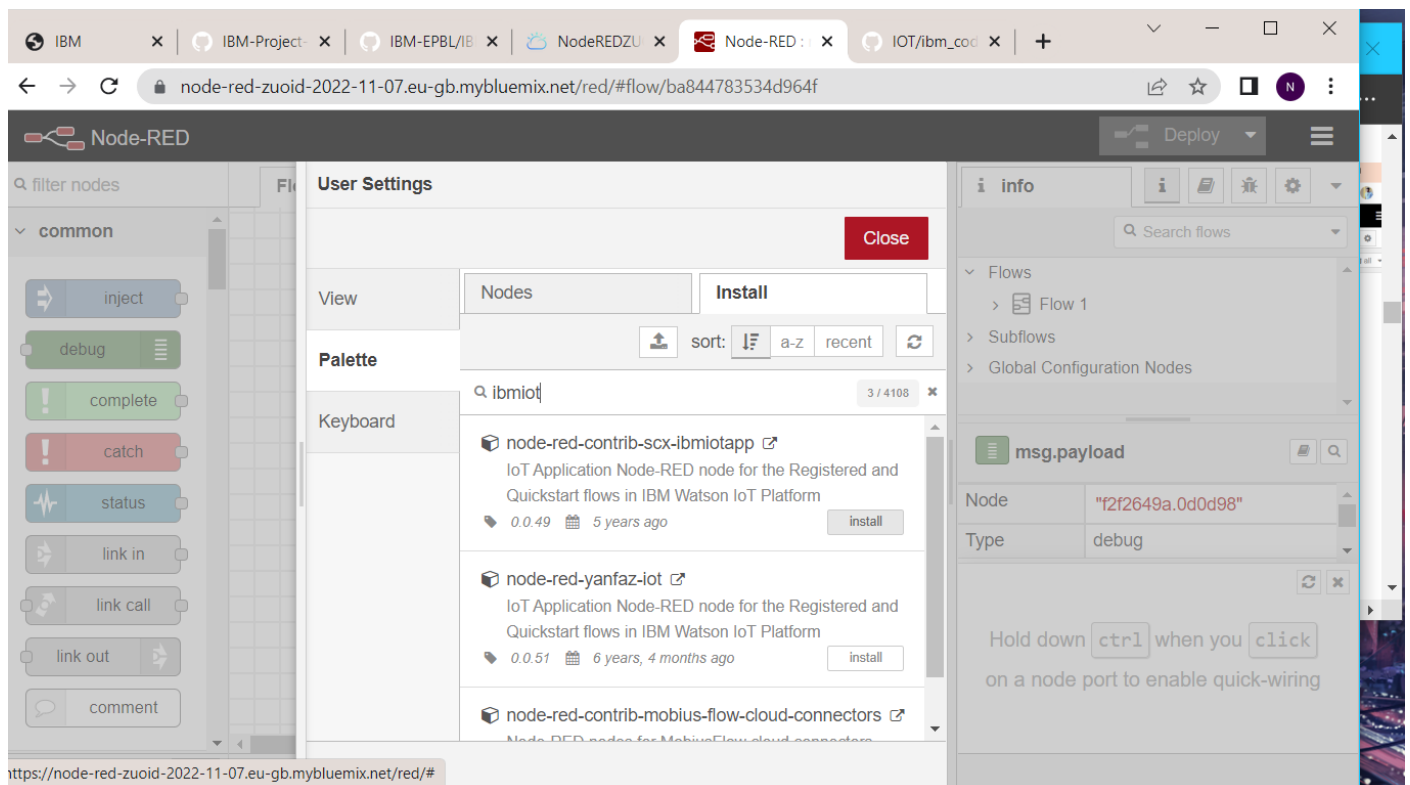 IBM
IBM-Project-
IBM-EPBL/IB
NodeREDZU
Node-RED :
IOT/ibm_cod
node-red-zuoid-2022-11-07.eu-gb.mybluemix.net/red/#flow/ba844783534d964f
N
Node-RED
Deploy
filter nodes
common
inject
debug
complete
catch
status
link in
link call
link out
comment
User Settings
Close
View
Palette
Keyboard
Nodes
Install
sort:
a-z
recent
ibmiot
3 / 4108
node-red-contrib-scx-ibmiotapp
IoT Application Node-RED node for the Registered and
Quickstart flows in IBM Watson IoT Platform
0.0.49 5 years ago
install
node-red-yanfaz-iot
IoT Application Node-RED node for the Registered and
Quickstart flows in IBM Watson IoT Platform
0.0.51 6 years, 4 months ago
install
node-red-contrib-mobius-flow-cloud-connectors
Node-RED nodes for MobiusFlow cloud connectors
i info
i
Search flows
Flows
Flow 1
Subflows
Global Configuration Nodes
msg.payload
Node
"f2f2649a.0d0d98"
Type
debug
Hold down ctrl when you click
on a node port to enable quick-wiring
https://node-red-zuoid-2022-11-07.eu-gb.mybluemix.net/red/#